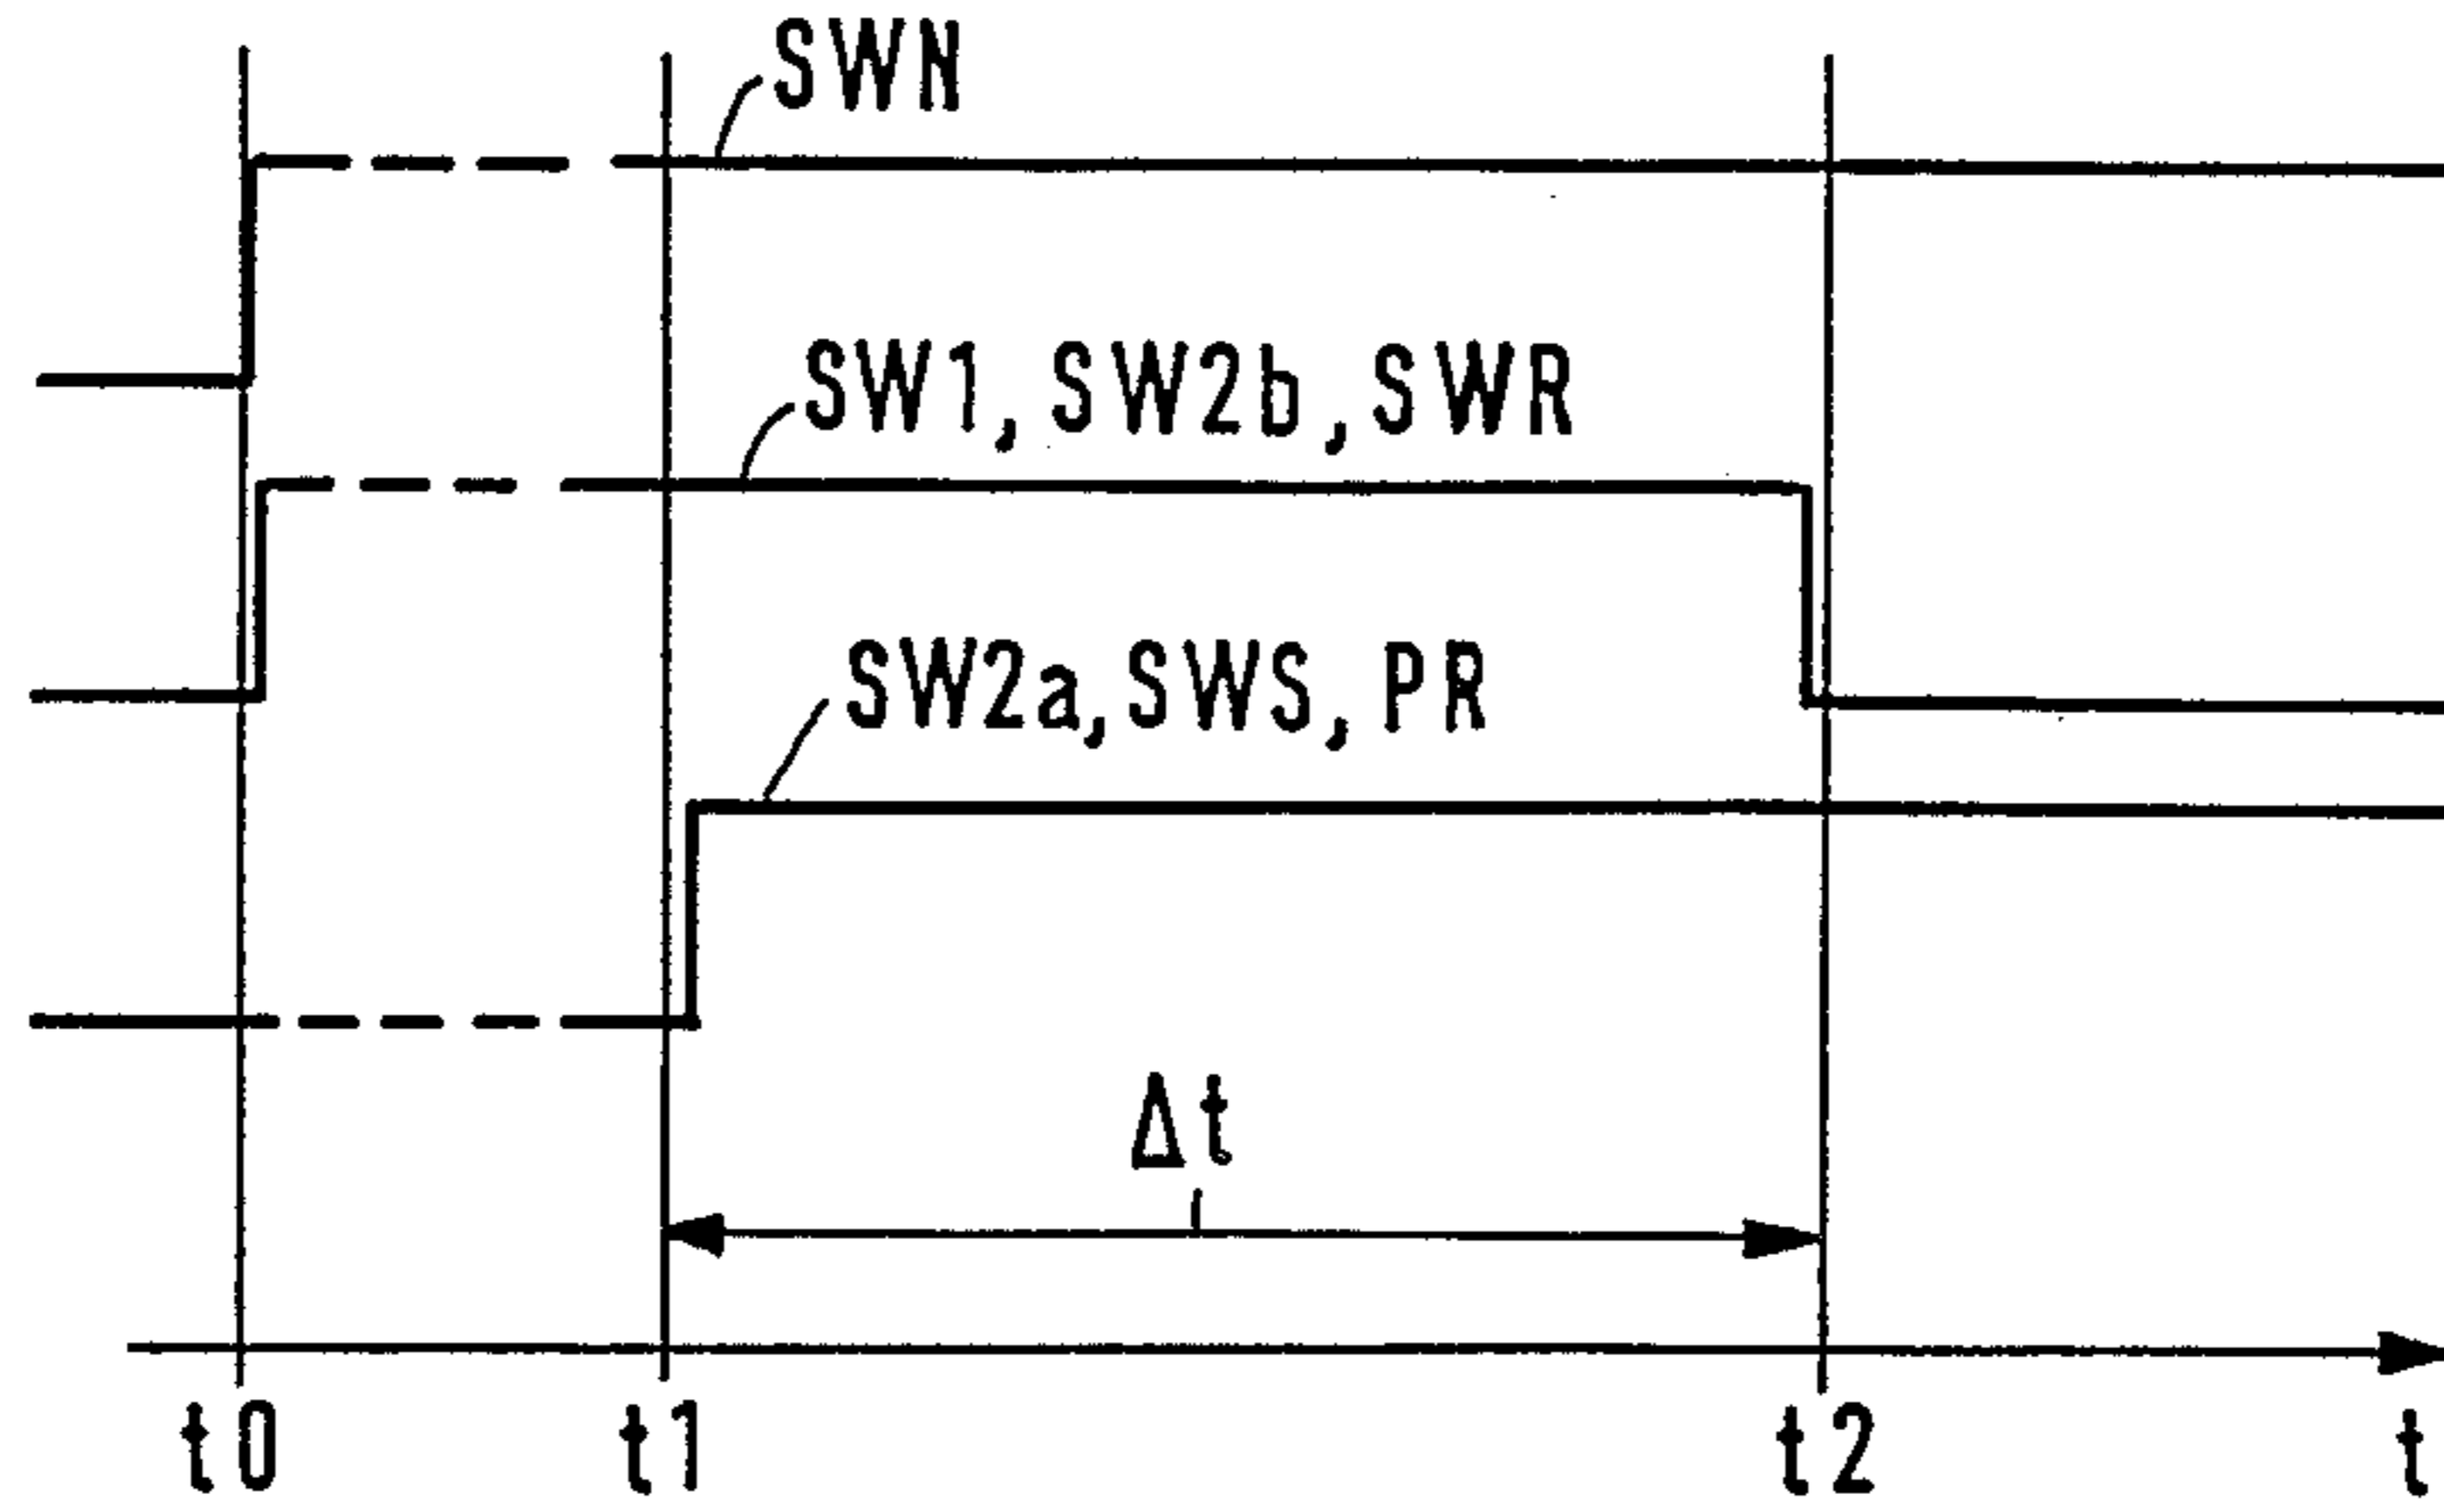 SWN
SW1, SW2b, SWR
SW2a, SWS, PR
Δt
t0 t1 t2 t